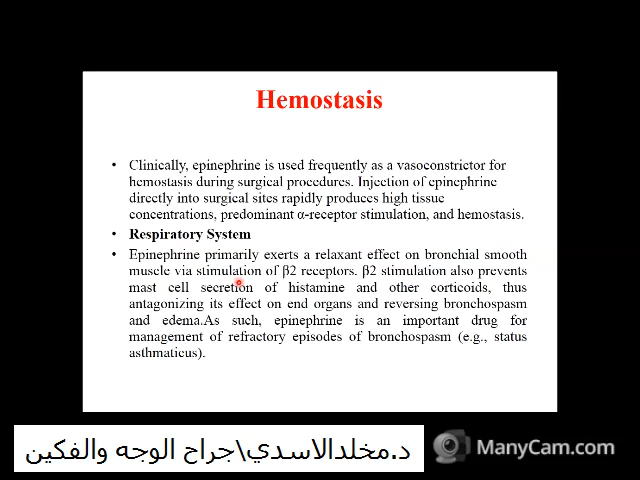 Hemostasis
• Clinically, epinephrine is used frequently as a vasoconstrictor for
hemostasis during surgical procedures. Injection of epinephrine
directly into surgical sites rapidly produces high tissue
concentrations, predominant α-receptor stimulation, and hemostasis.
• Respiratory System
• Epinephrine primarily exerts a relaxant effect on bronchial smooth
muscle via stimulation of β2 receptors. β2 stimulation also prevents
mast cell secretion of histamine and other corticoids, thus
antagonizing its effect on end organs and reversing bronchospasm
and edema.As such, epinephrine is an important drug for
management of refractory episodes of bronchospasm (e.g., status
asthmaticus).
د.مخلدالاسدي\جراح الوجه والفكين
ManyCam.com